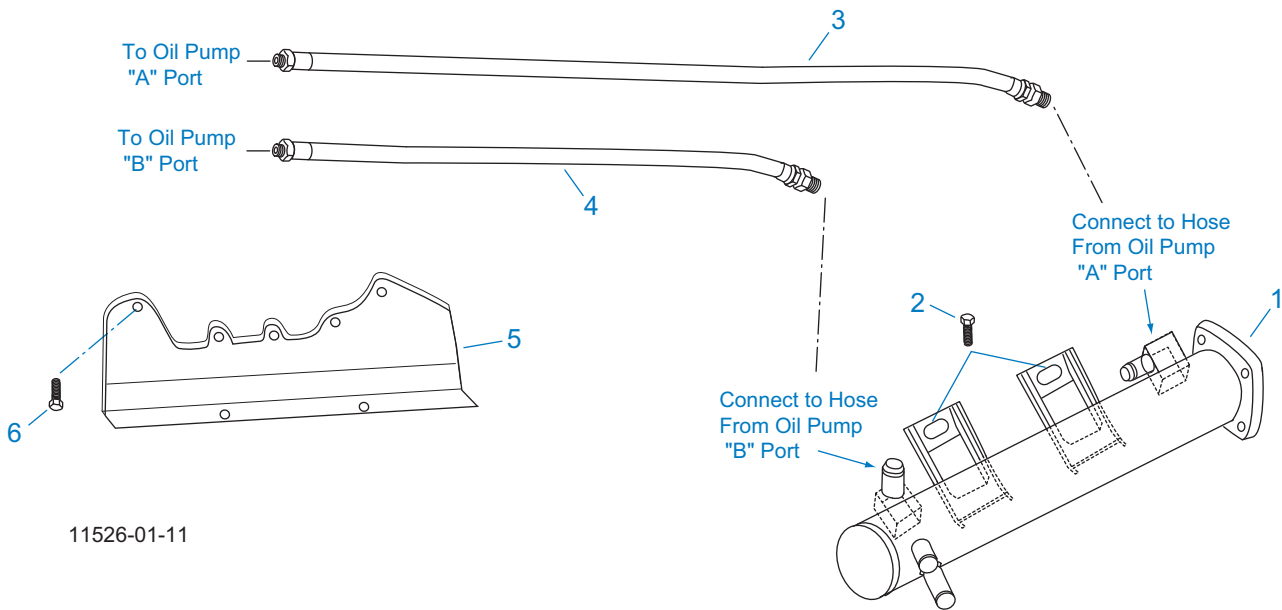 3
To Oil Pump
"A" Port
To Oil Pump
"B" Port
4
Connect to Hose
From Oil Pump
"A" Port
2
1
5
Connect to Hose
From Oil Pump
"B" Port
6
11526-01-11